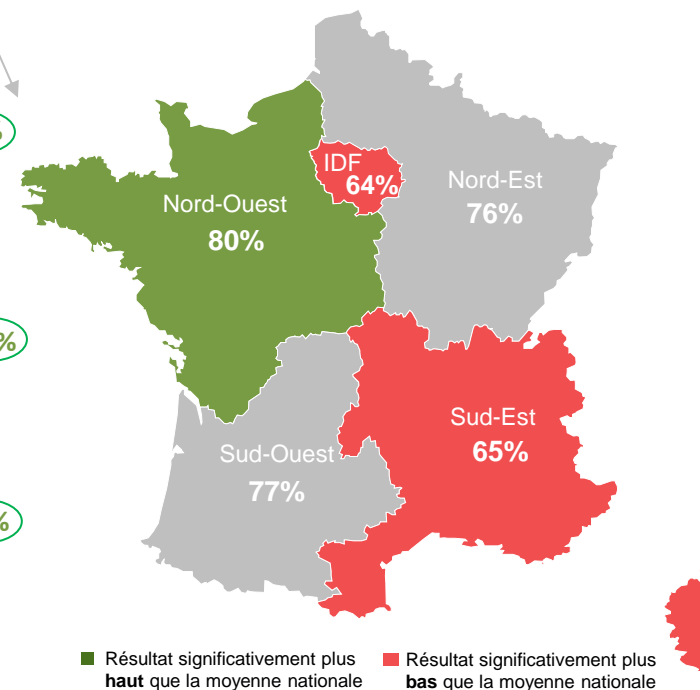 IDF
64%
Nord-Est
76%
Nord-Ouest
80%
Sud-Est
65%
Sud-Ouest
77%
%
%
%
Résultat significativement plus
haut que la moyenne nationale
Résultat significativement plus
bas que la moyenne nationale